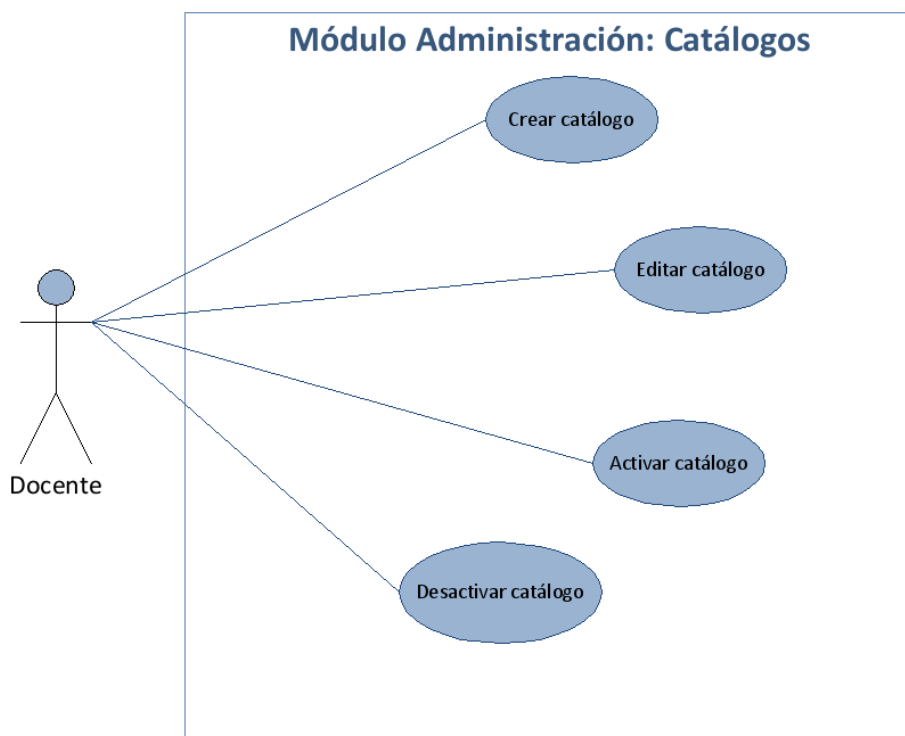 Módulo Administración: Catálogos
Crear catálogo
Editar catálogo
Activar catálogo
Docente
Desactivar catálogo